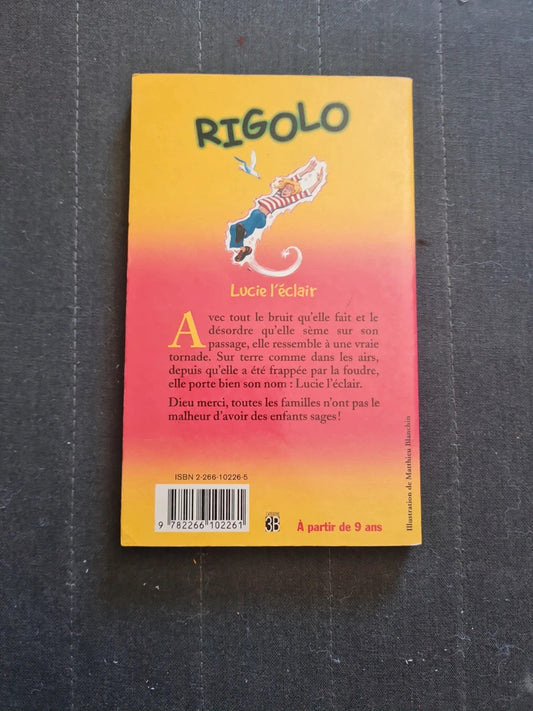 RIGOLO
Lucie l'éclair
Avec tout le bruit qu'elle fait et le
désordre qu'elle sème sur son
passage, elle ressemble à une vraie
tornade. Sur terre comme dans les airs,
depuis qu'elle a été frappée par la foudre,
elle porte bien son nom : Lucie l'éclair.
Dieu merci, toutes les familles n'ont pas le
malheur d'avoir des enfants sages !
Illustration de Matthieu Blanchin
ISBN 2-266-10226-5
9 782266 102261
3B
À partir de 9 ans